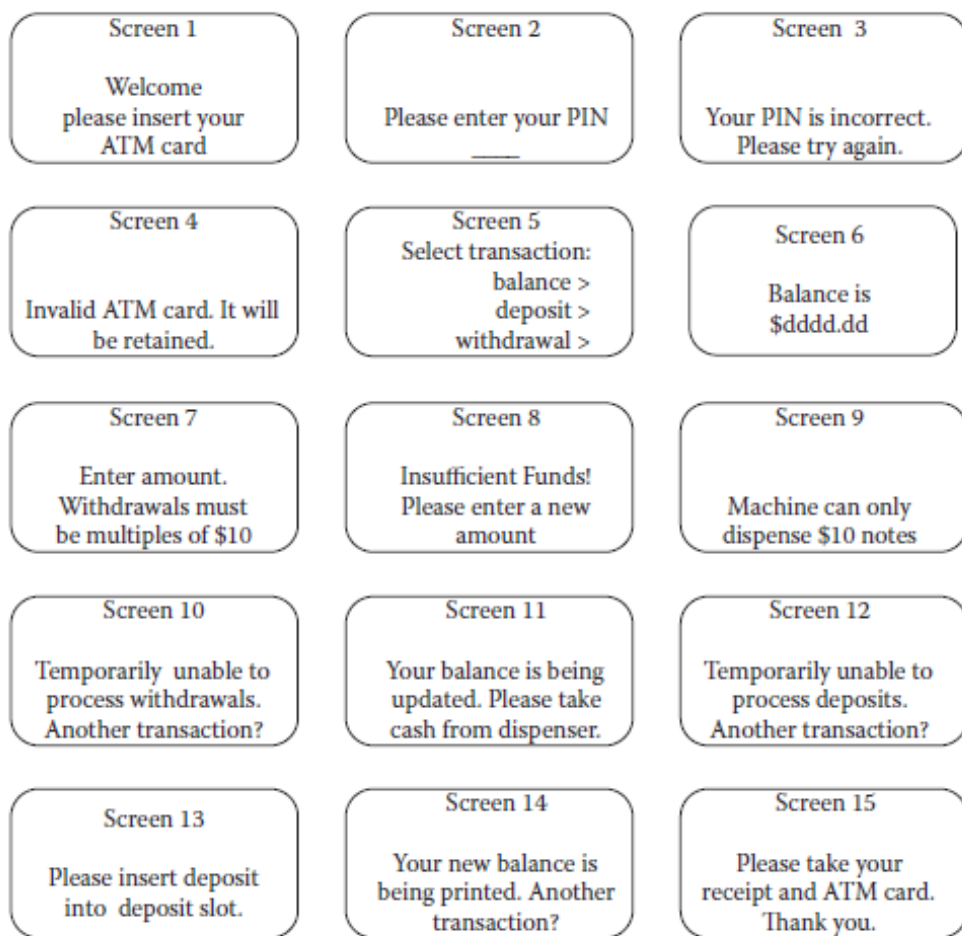 Screen 1
Welcome
please insert your
ATM card
Screen 2
Please enter your PIN
____
Screen 3
Your PIN is incorrect.
Please try again.
Screen 4
Invalid ATM card. It will
be retained.
Screen 5
Select transaction:
balance >
deposit >
withdrawal >
Screen 6
Balance is
$dddd.dd
Screen 7
Enter amount.
Withdrawals must
be multiples of $10
Screen 8
Insufficient Funds!
Please enter a new
amount
Screen 9
Machine can only
dispense $10 notes
Screen 10
Temporarily unable to
process withdrawals.
Another transaction?
Screen 11
Your balance is being
updated. Please take
cash from dispenser.
Screen 12
Temporarily unable to
process deposits.
Another transaction?
Screen 13
Please insert deposit
into deposit slot.
Screen 14
Your new balance is
being printed. Another
transaction?
Screen 15
Please take your
receipt and ATM card.
Thank you.